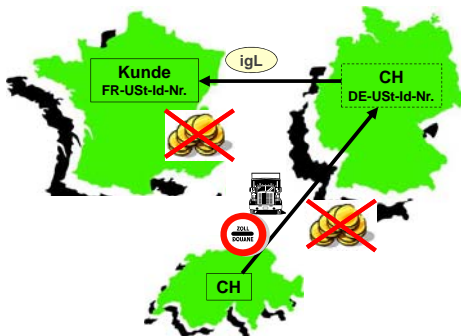 igL
Kunde
FR-USt-Id-Nr.
CH
DE-USt-Id-Nr.
ZOLL
DOUANE
CH